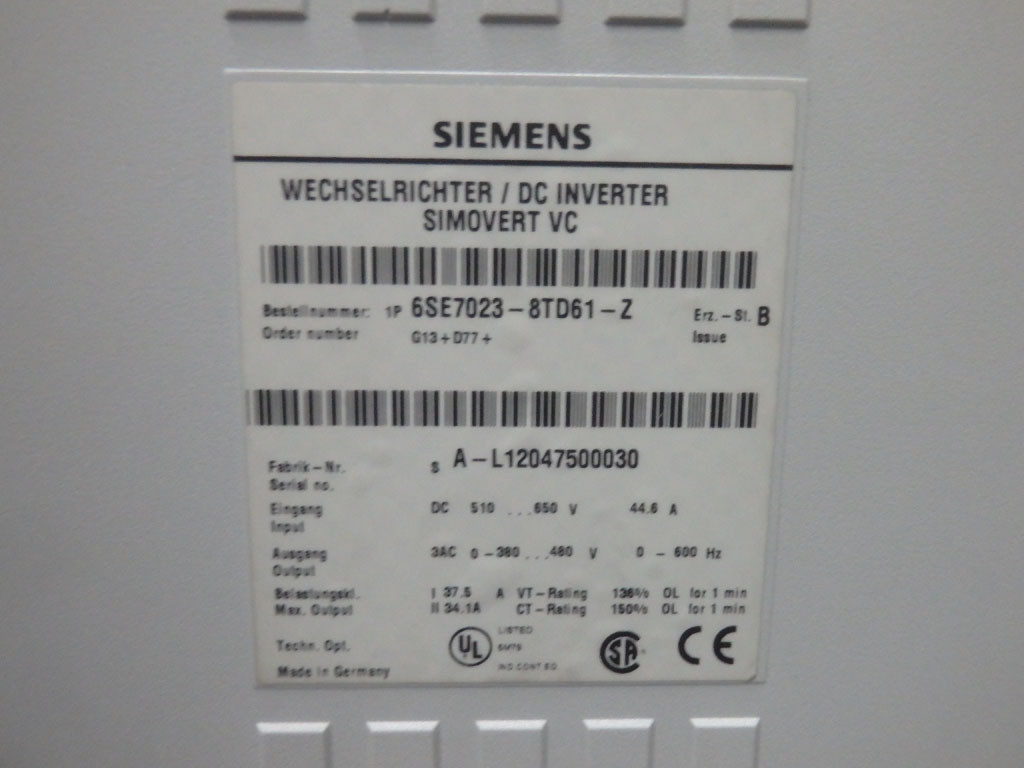 SIEMENS
WECHSELRICHTER / DC INVERTER
SIMOVERT VC
Bestellnummer: 1P 6SE7023-8TD61-Z Erz.-St. B
Order number G13+D77+ Issue
Fabrik-Nr. S A-L12047500030
Serial no.
Eingang DC 510 ...650 V 44.6 A
Input
Ausgang 3AC 0-380...480 V 0 - 600 Hz
Output
Belastungskl. I 37.5 A VT-Rating 136% OL for 1 min
Max. Output II 34.1A CT-Rating 150% OL for 1 min
Techn. Opt. UL LISTED SA CE
IND.CONT.EQ.
Made in Germany